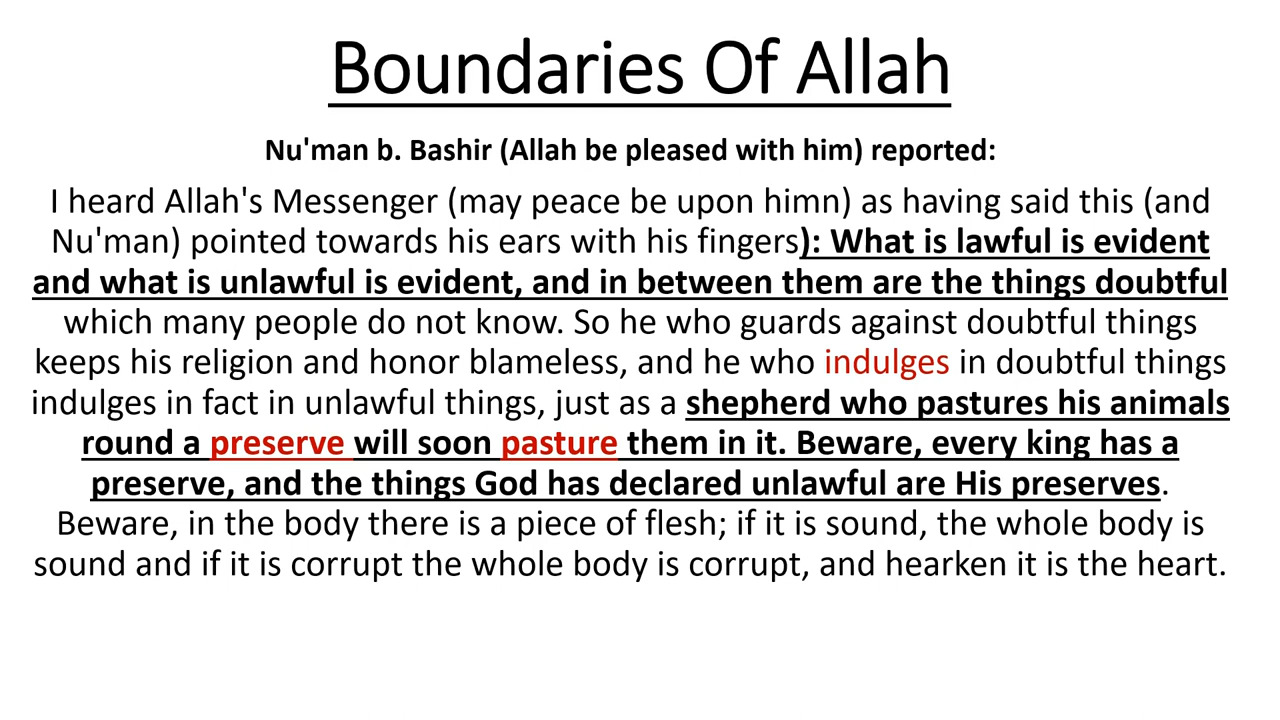 Boundaries Of Allah
Nu'man b. Bashir (Allah be pleased with him) reported:
I heard Allah's Messenger (may peace be upon himn) as having said this (and
Nu'man) pointed towards his ears with his fingers): What is lawful is evident
and what is unlawful is evident, and in between them are the things doubtful
which many people do not know. So he who guards against doubtful things
keeps his religion and honor blameless, and he who indulges in doubtful things
indulges in fact in unlawful things, just as a shepherd who pastures his animals
round a preserve will soon pasture them in it. Beware, every king has a
preserve, and the things God has declared unlawful are His preserves.
Beware, in the body there is a piece of flesh; if it is sound, the whole body is
sound and if it is corrupt the whole body is corrupt, and hearken it is the heart.